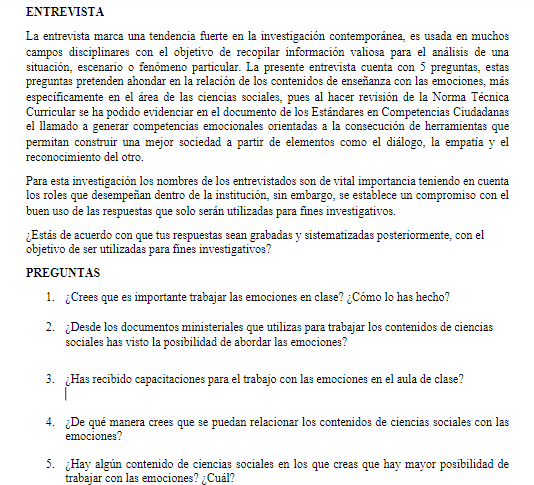 ENTREVISTA
La entrevista marca una tendencia fuerte en la investigación contemporánea, es usada en muchos
campos disciplinares con el objetivo de recopilar información valiosa para el análisis de una
situación, escenario o fenómeno particular. La presente entrevista cuenta con 5 preguntas, estas
preguntas pretenden ahondar en la relación de los contenidos de enseñanza con las emociones, más
específicamente en el área de las ciencias sociales, pues al hacer revisión de la Norma Técnica
Curricular se ha podido evidenciar en el documento de los Estándares en Competencias Ciudadanas
el llamado a generar competencias emocionales orientadas a la consecución de herramientas que
permitan construir una mejor sociedad a partir de elementos como el diálogo, la empatía y el
reconocimiento del otro.
Para esta investigación los nombres de los entrevistados son de vital importancia teniendo en cuenta
los roles que desempeñan dentro de la institución, sin embargo, se establece un compromiso con el
buen uso de las respuestas que solo serán utilizadas para fines investigativos.
¿Estás de acuerdo con que tus respuestas sean grabadas y sistematizadas posteriormente, con el
objetivo de ser utilizadas para fines investigativos?
PREGUNTAS
1. ¿Crees que es importante trabajar las emociones en clase? ¿Cómo lo has hecho?
2. ¿Desde los documentos ministeriales que utilizas para trabajar los contenidos de ciencias
sociales has visto la posibilidad de abordar las emociones?
3. ¿Has recibido capacitaciones para el trabajo con las emociones en el aula de clase?
4. ¿De qué manera crees que se puedan relacionar los contenidos de ciencias sociales con las
emociones?
5. ¿Hay algún contenido de ciencias sociales en los que creas que hay mayor posibilidad de
trabajar con las emociones? ¿Cuál?